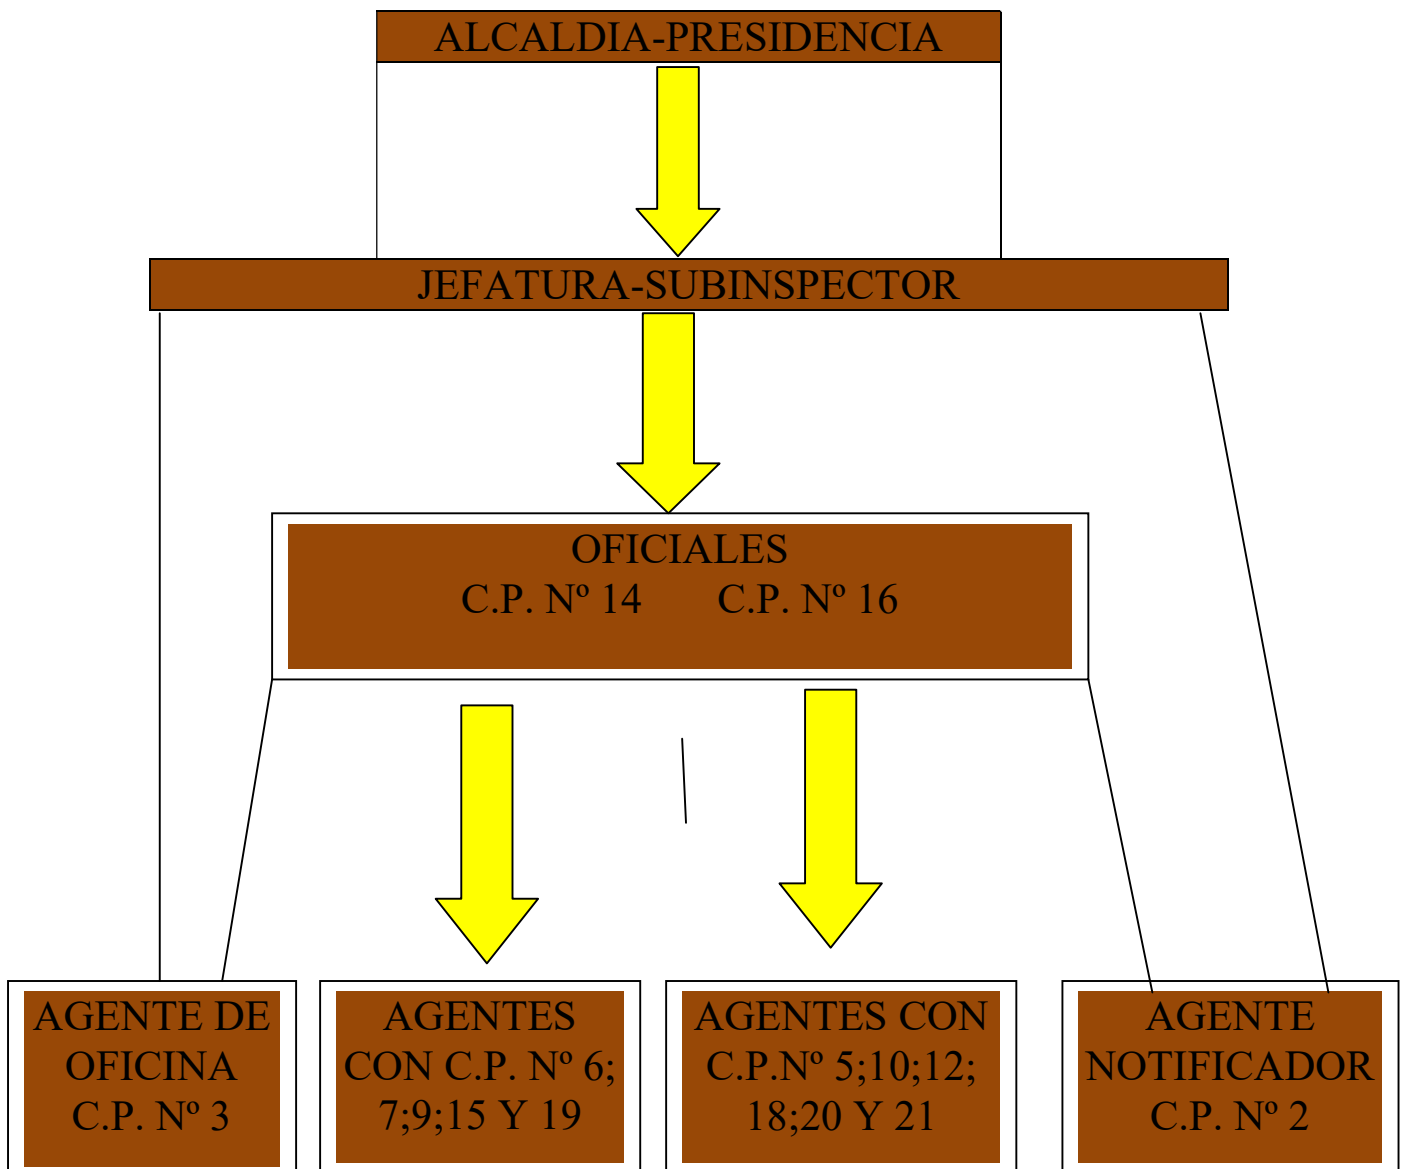 ALCALDIA-PRESIDENCIA
JEFATURA-SUBINSPECTOR
OFICIALES
C.P. Nº 14 C.P. Nº 16
AGENTE DE
OFICINA
C.P. Nº 3
AGENTES
CON C.P. Nº 6;
7;9;15 Y 19
AGENTES CON
C.P.Nº 5;10;12;
18;20 Y 21
AGENTE
NOTIFICADOR
C.P. Nº 2